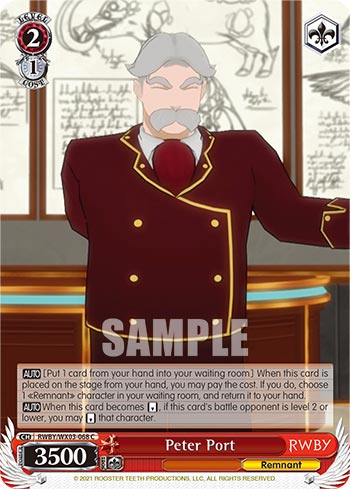 LEVEL
2
1
COST
SAMPLE
AUTO [Put 1 card from your hand into your waiting room] When this card is
placed on the stage from your hand, you may pay the cost. If you do, choose
1 «Remnant» character in your waiting room, and return it to your hand.
AUTO When this card becomes [ ], if this card's battle opponent is level 2 or
lower, you may [ ] that character.
CH RWBY/WX03-068 C
Peter Port
RWBY
3500
Remnant
© 2021 ROOSTER TEETH PRODUCTIONS, LLC, ALL RIGHTS RESERVED.